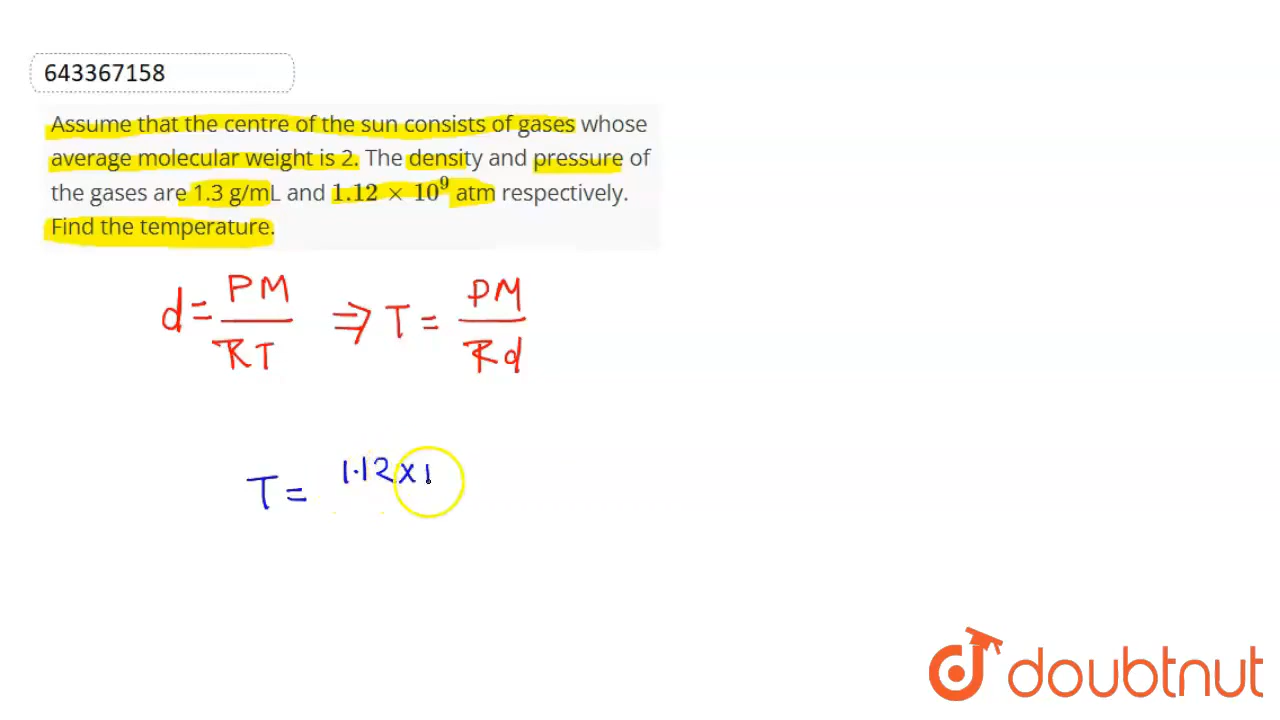 643367158
Assume that the centre of the sun consists of gases whose
average molecular weight is 2. The density and pressure of
the gases are 1.3 g/mL and 1.12 × 10⁹ atm respectively.
Find the temperature.
d = PM / RT ⇒ T = PM / Rd
T = 1.12 × 1
doubtnut